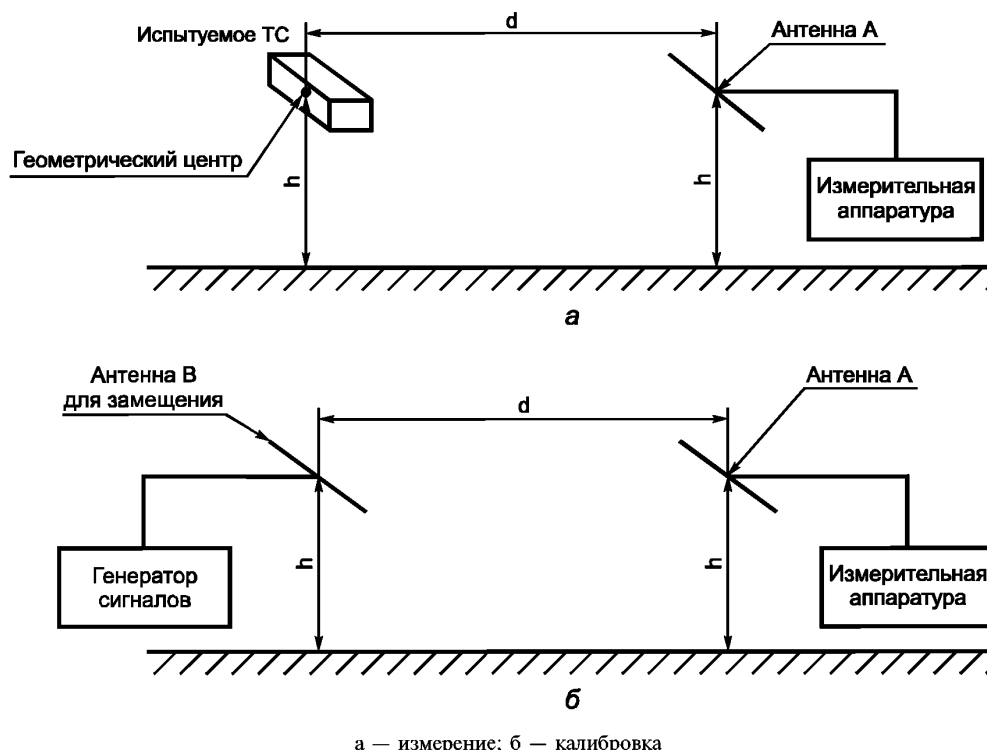 Испытуемое ТС
d
Антенна А
Геометрический центр
h
h
Измерительная
аппаратура
а
Антенна В
для замещения
d
Антенна А
Генератор
сигналов
h
h
Измерительная
аппаратура
б
а — измерение; б — калибровка